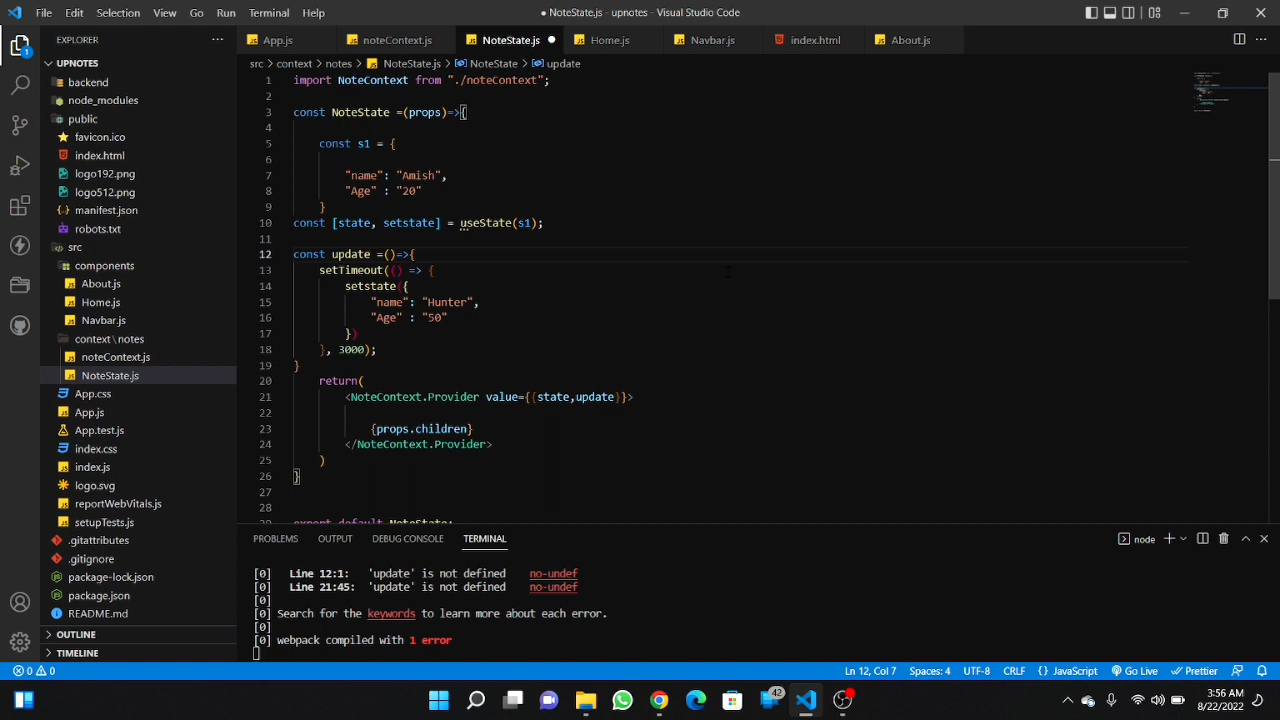 File Edit Selection View Go Run Terminal Help
● NoteState.js - upnotes - Visual Studio Code
EXPLORER
App.js
noteContext.js
NoteState.js
Home.js
Navbar.js
index.html
About.js
UPNOTES
src > context > notes > NoteState.js > NoteState > update
backend
node_modules
public
favicon.ico
index.html
logo192.png
logo512.png
manifest.json
robots.txt
src
components
About.js
Home.js
Navbar.js
context\notes
noteContext.js
NoteState.js
App.css
App.js
App.test.js
index.css
index.js
logo.svg
reportWebVitals.js
setupTests.js
.gitattributes
.gitignore
package-lock.json
package.json
README.md
OUTLINE
TIMELINE
1 import NoteContext from "./noteContext";
2
3 const NoteState =(props)=>{
4
5 const s1 = {
6
7 "name": "Amish",
8 "Age" : "20"
9 }
10 const [state, setstate] = useState(s1);
11
12 const update =()=>{
13 setTimeout(() => {
14 setstate({
15 "name": "Hunter",
16 "Age" : "50"
17 })
18 }, 3000);
19 }
20 return(
21 <NoteContext.Provider value={{state,update}}>
22
23 {props.children}
24 </NoteContext.Provider>
25 )
26 }
27
28
29 export default NoteState;
PROBLEMS OUTPUT DEBUG CONSOLE TERMINAL
node
[0] Line 12:1: 'update' is not defined no-undef
[0] Line 21:45: 'update' is not defined no-undef
[0]
[0] Search for the keywords to learn more about each error.
[0]
[0] webpack compiled with 1 error
1
0 0
Ln 12, Col 7 Spaces: 4 UTF-8 CRLF {} JavaScript Go Live Prettier
42
3:56 AM
8/22/2022